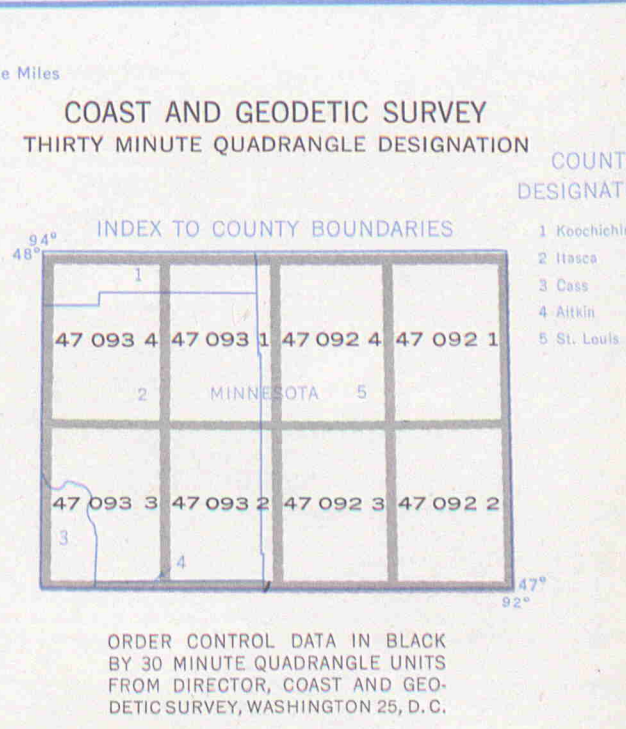 e Miles
COAST AND GEODETIC SURVEY
THIRTY MINUTE QUADRANGLE DESIGNATION
COUNT
DESIGNAT
INDEX TO COUNTY BOUNDARIES
94°
48°
1 Koochichi
2 Itasca
3 Cass
4 Aitkin
5 St. Louis
1
47 093 4 47 093 1 47 092 4 47 092 1
2 MINNESOTA 5
47 093 3 47 093 2 47 092 3 47 092 2
3
4
47°
92°
ORDER CONTROL DATA IN BLACK
BY 30 MINUTE QUADRANGLE UNITS
FROM DIRECTOR, COAST AND GEO-
DETIC SURVEY, WASHINGTON 25, D.C.